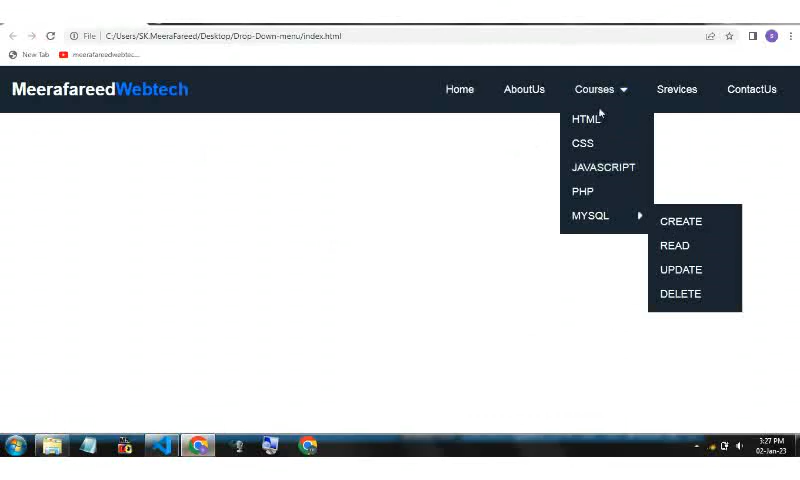 File | C:/Users/SK.MeeraFareed/Desktop/Drop-Down-menu/index.html
S
New Tab meerafareedwebtec...
MeerafareedWebtech Home AboutUs Courses Srevices ContactUs
HTML
CSS
JAVASCRIPT
PHP
MYSQL
CREATE
READ
UPDATE
DELETE
3:27 PM
02-Jan-23